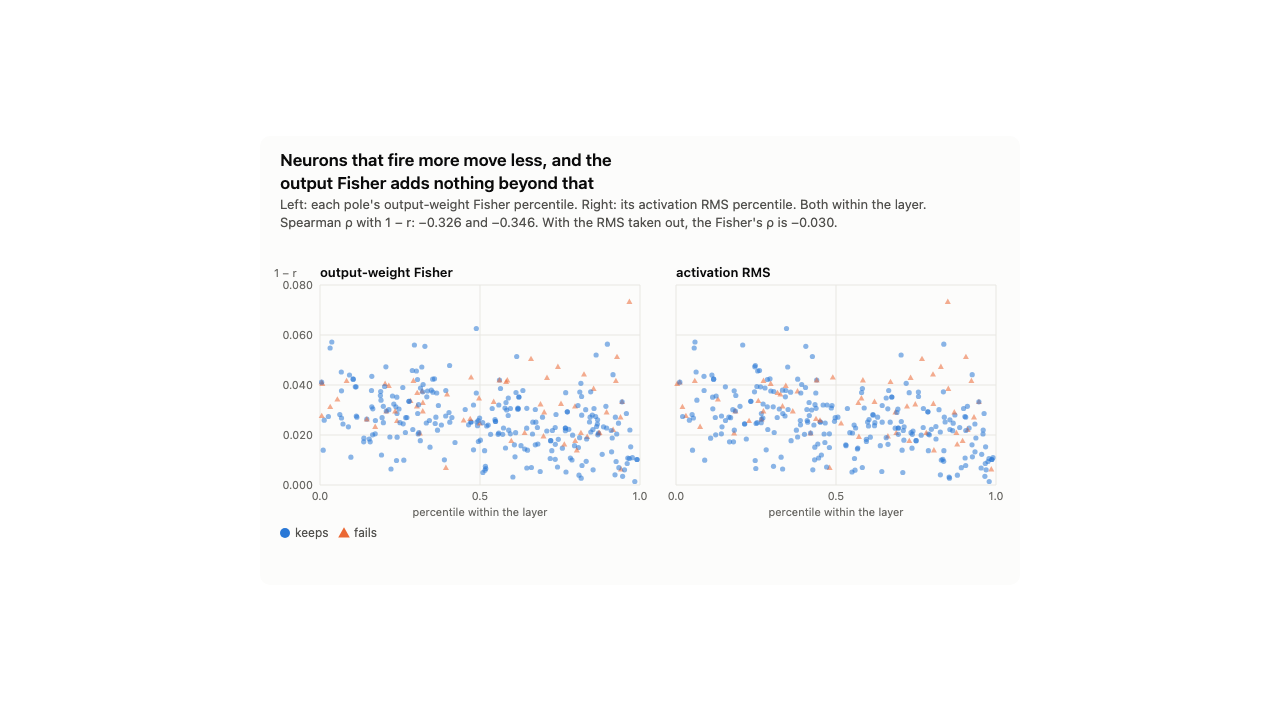 Neurons that fire more move less, and the
output Fisher adds nothing beyond that
Left: each pole's output-weight Fisher percentile. Right: its activation RMS percentile. Both within the layer.
Spearman ρ with 1 − r: −0.326 and −0.346. With the RMS taken out, the Fisher's ρ is −0.030.
1 − r
output-weight Fisher
activation RMS
0.080
0.060
0.040
0.020
0.000
0.0 0.5 1.0
0.0 0.5 1.0
percentile within the layer
percentile within the layer
keeps fails